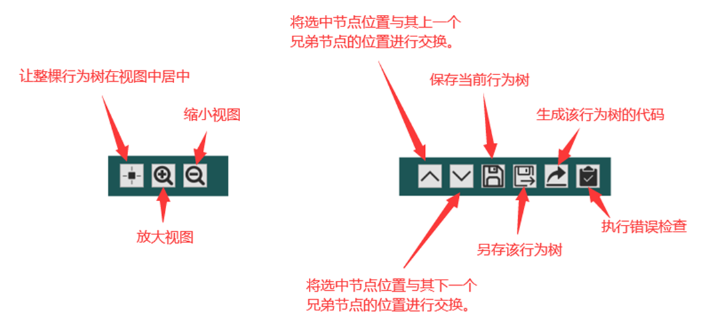 将选中节点位置与其上一个
兄弟节点的位置进行交换。
让整棵行为树在视图中居中
保存当前行为树
缩小视图
生成该行为树的代码
放大视图
执行错误检查
另存该行为树
将选中节点位置与其下一个
兄弟节点的位置进行交换。